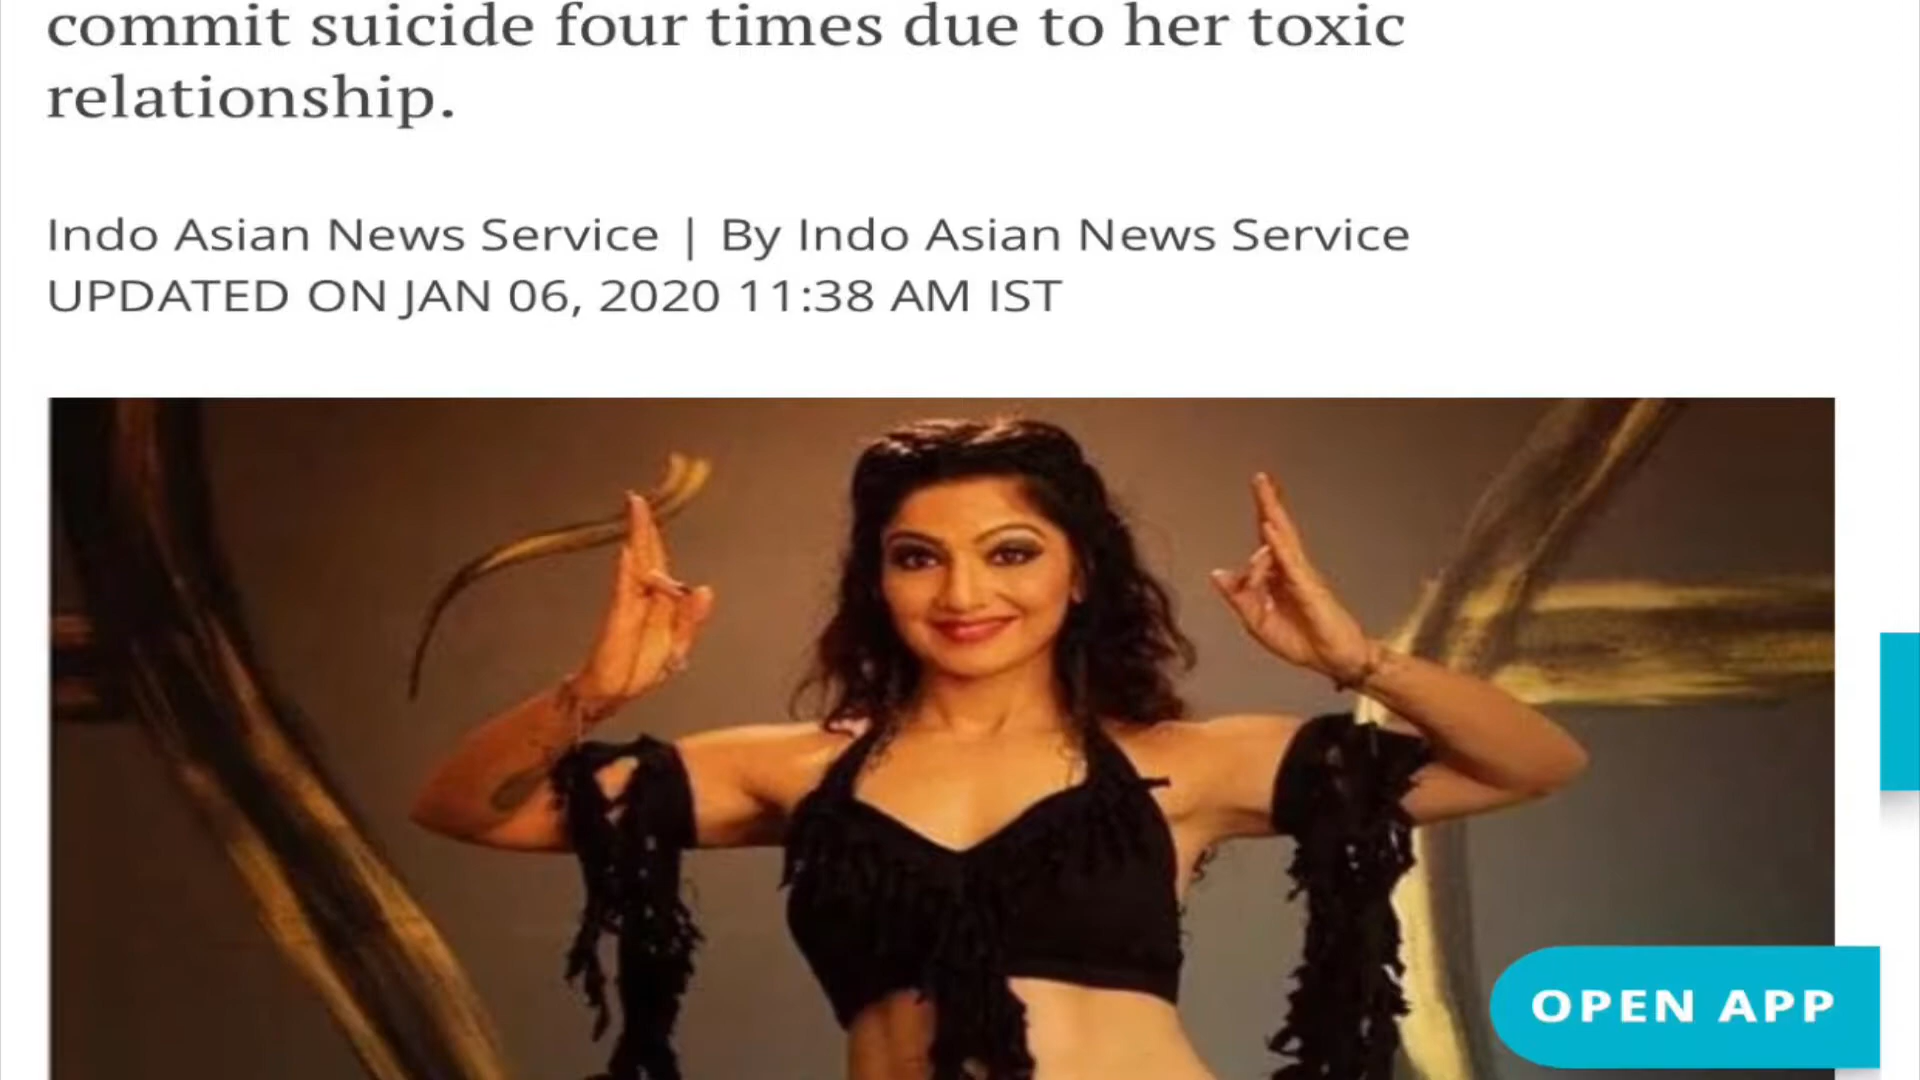 commit suicide four times due to her toxic
relationship.
Indo Asian News Service | By Indo Asian News Service
UPDATED ON JAN 06, 2020 11:38 AM IST
OPEN APP